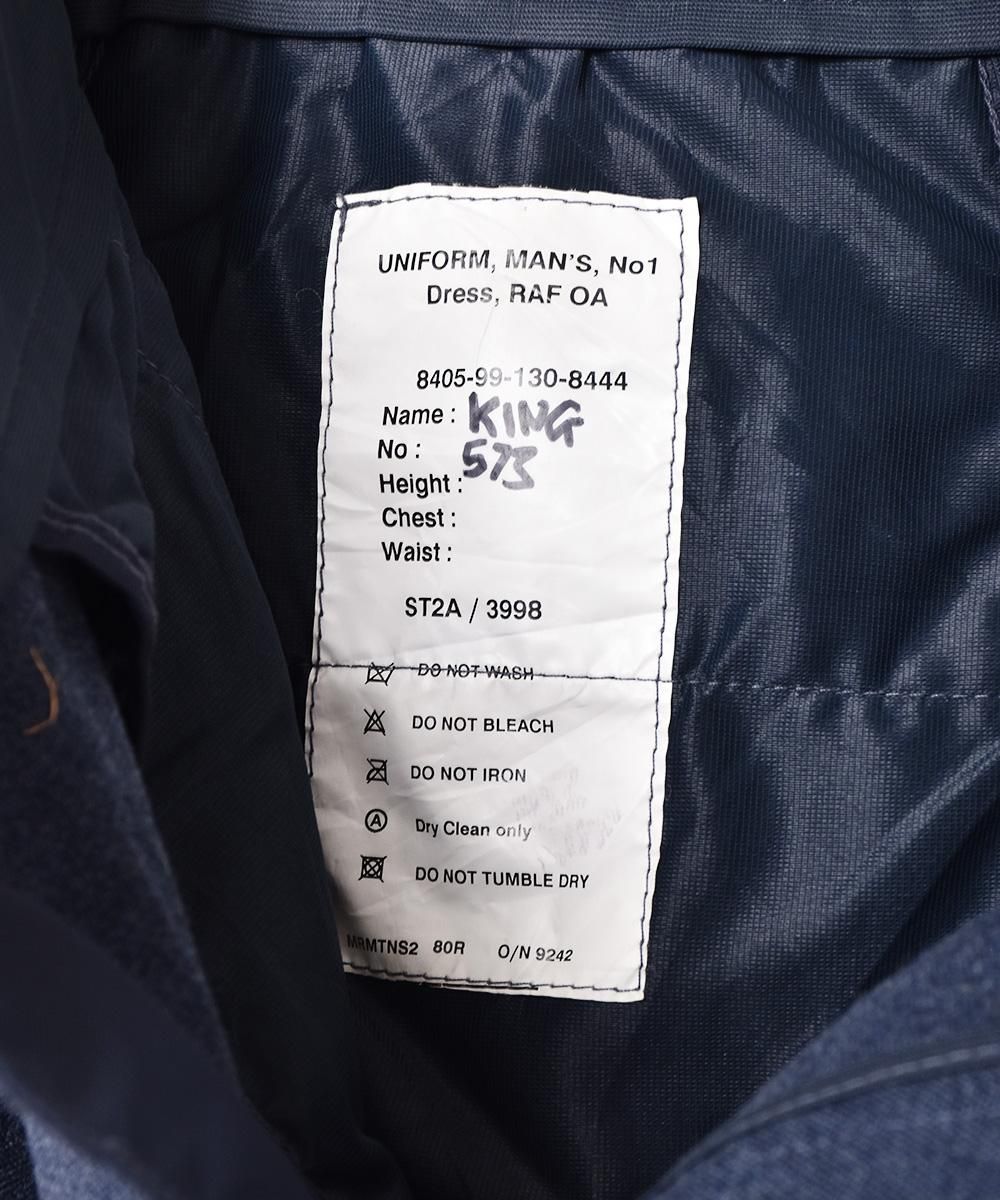 UNIFORM, MAN'S, No1
Dress, RAF OA
8405-99-130-8444
Name : KING
No : 573
Height :
Chest :
Waist :
ST2A / 3998
DO NOT WASH
DO NOT BLEACH
DO NOT IRON
A Dry Clean only
DO NOT TUMBLE DRY
MRMTNS2 80R O/N 9242